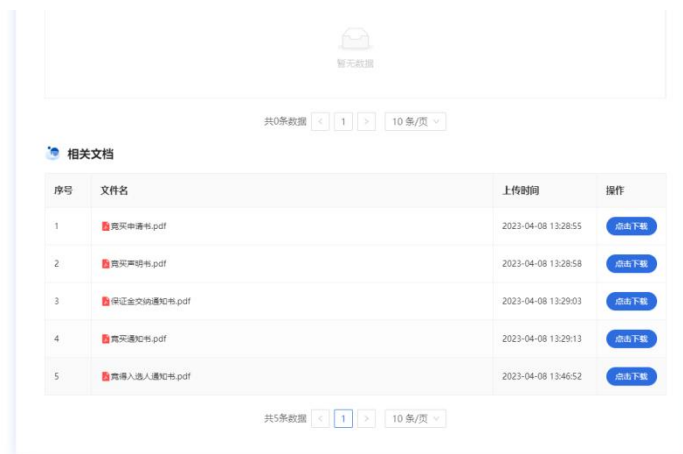 暂无数据
共0条数据 < 1 > 10 条/页
相关文档
序号 文件名 上传时间 操作
1 竞买申请书.pdf 2023-04-08 13:28:55 点击下载
2 竞买声明书.pdf 2023-04-08 13:28:58 点击下载
3 保证金交纳通知书.pdf 2023-04-08 13:29:03 点击下载
4 竞买通知书.pdf 2023-04-08 13:29:13 点击下载
5 竞得入选人通知书.pdf 2023-04-08 13:46:52 点击下载
共5条数据 < 1 > 10 条/页